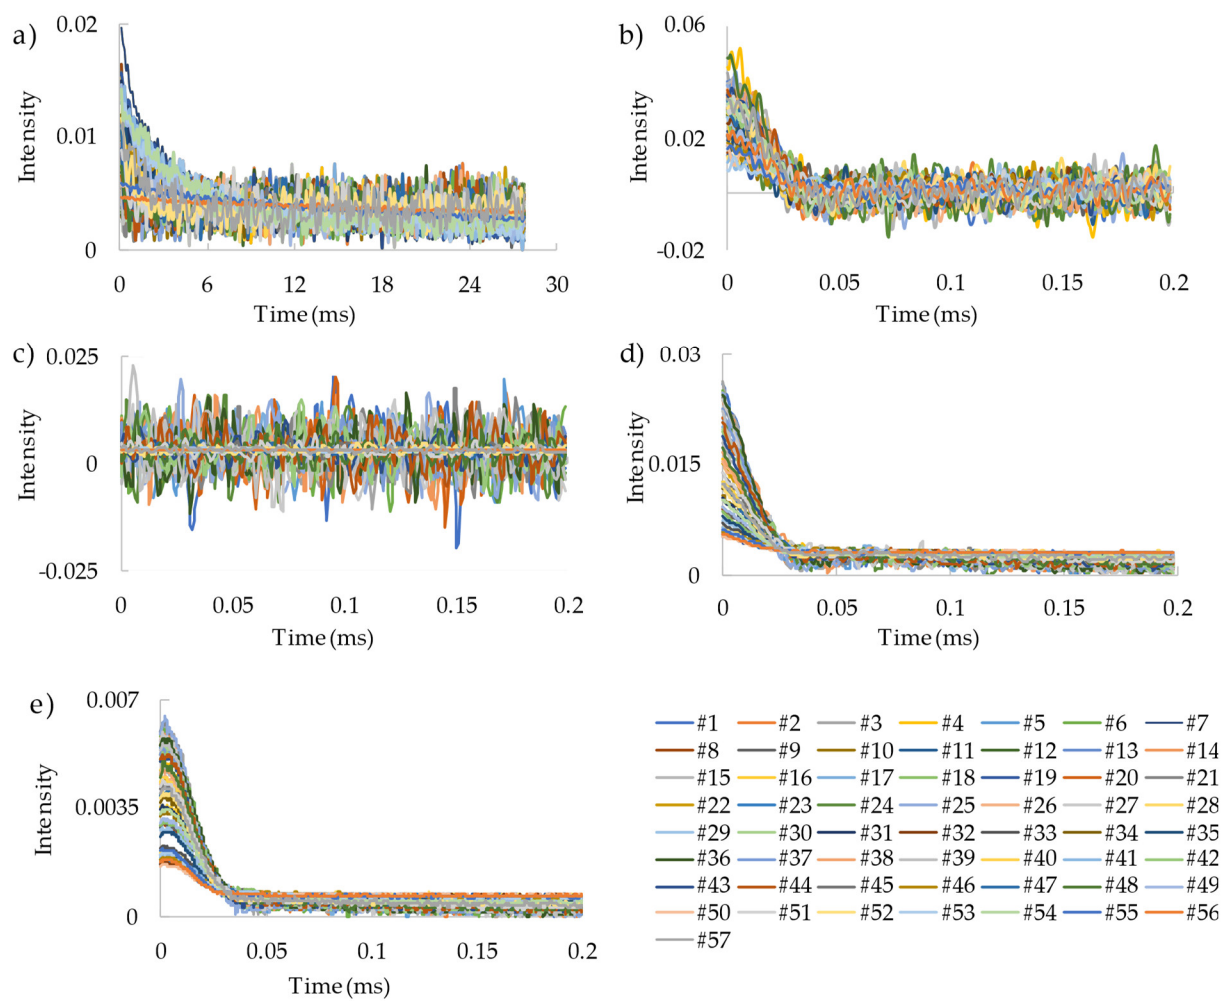 a)
0.02
0.01
0
Intensity
0 6 12 18 24 30
Time (ms)
b)
0.06
0.02
-0.02
Intensity
0 0.05 0.1 0.15 0.2
Time (ms)
c)
0.025
0
-0.025
Intensity
0 0.05 0.1 0.15 0.2
Time (ms)
d)
0.03
0.015
0
Intensity
0 0.05 0.1 0.15 0.2
Time (ms)
e)
0.007
0.0035
0
Intensity
0 0.05 0.1 0.15 0.2
Time (ms)
#1 #2 #3 #4 #5 #6 #7
#8 #9 #10 #11 #12 #13 #14
#15 #16 #17 #18 #19 #20 #21
#22 #23 #24 #25 #26 #27 #28
#29 #30 #31 #32 #33 #34 #35
#36 #37 #38 #39 #40 #41 #42
#43 #44 #45 #46 #47 #48 #49
#50 #51 #52 #53 #54 #55 #56
#57